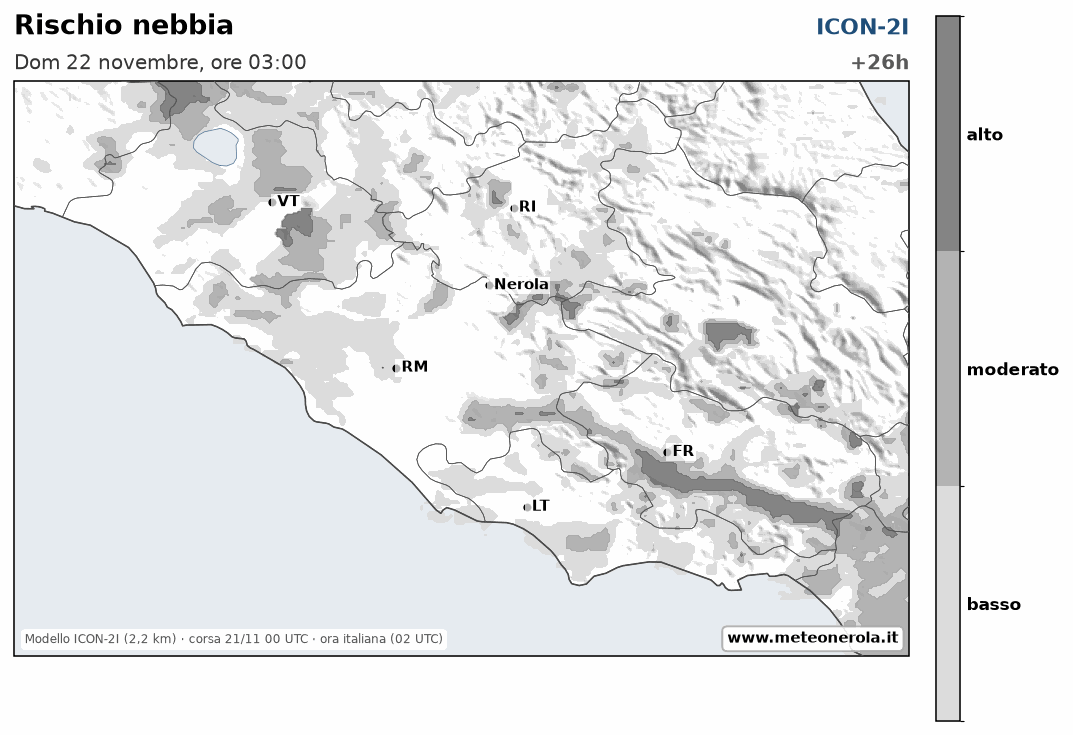 Rischio nebbia
ICON-2I
Dom 22 novembre, ore 03:00
+26h
alto
VT
RI
Nerola
RM
moderato
FR
LT
basso
Modello ICON-2I (2,2 km) · corsa 21/11 00 UTC · ora italiana (02 UTC)
www.meteonerola.it